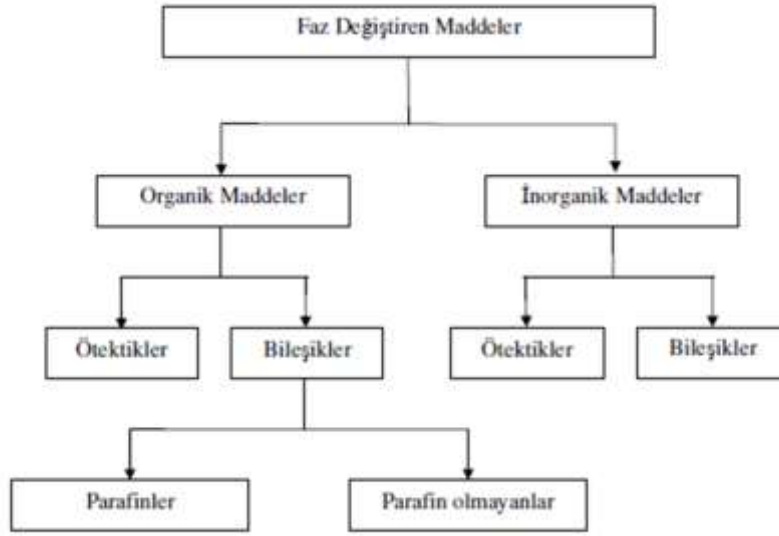 Faz Değiştiren Maddeler
Organik Maddeler
İnorganik Maddeler
Ötektikler
Bileşikler
Ötektikler
Bileşikler
Parafinler
Parafin olmayanlar